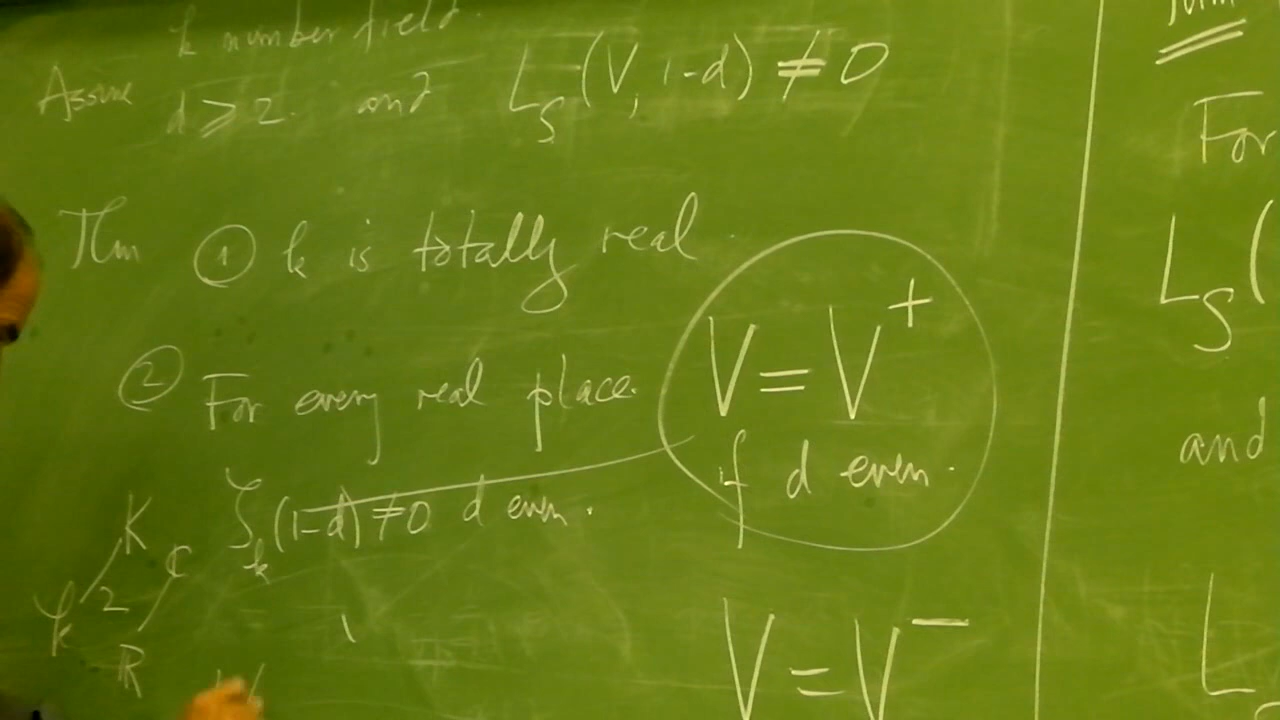 k number field.
Assume d ⩾ 2. and L_S(V, 1-d) ≠ 0
Thm ① k is totally real.
② For every real place.
V = V⁺
if d even.
ζ_k(1-d) ≠ 0 d even.
K
2
k
ℂ
ℝ
V = V⁻
For
L_S(
and
L